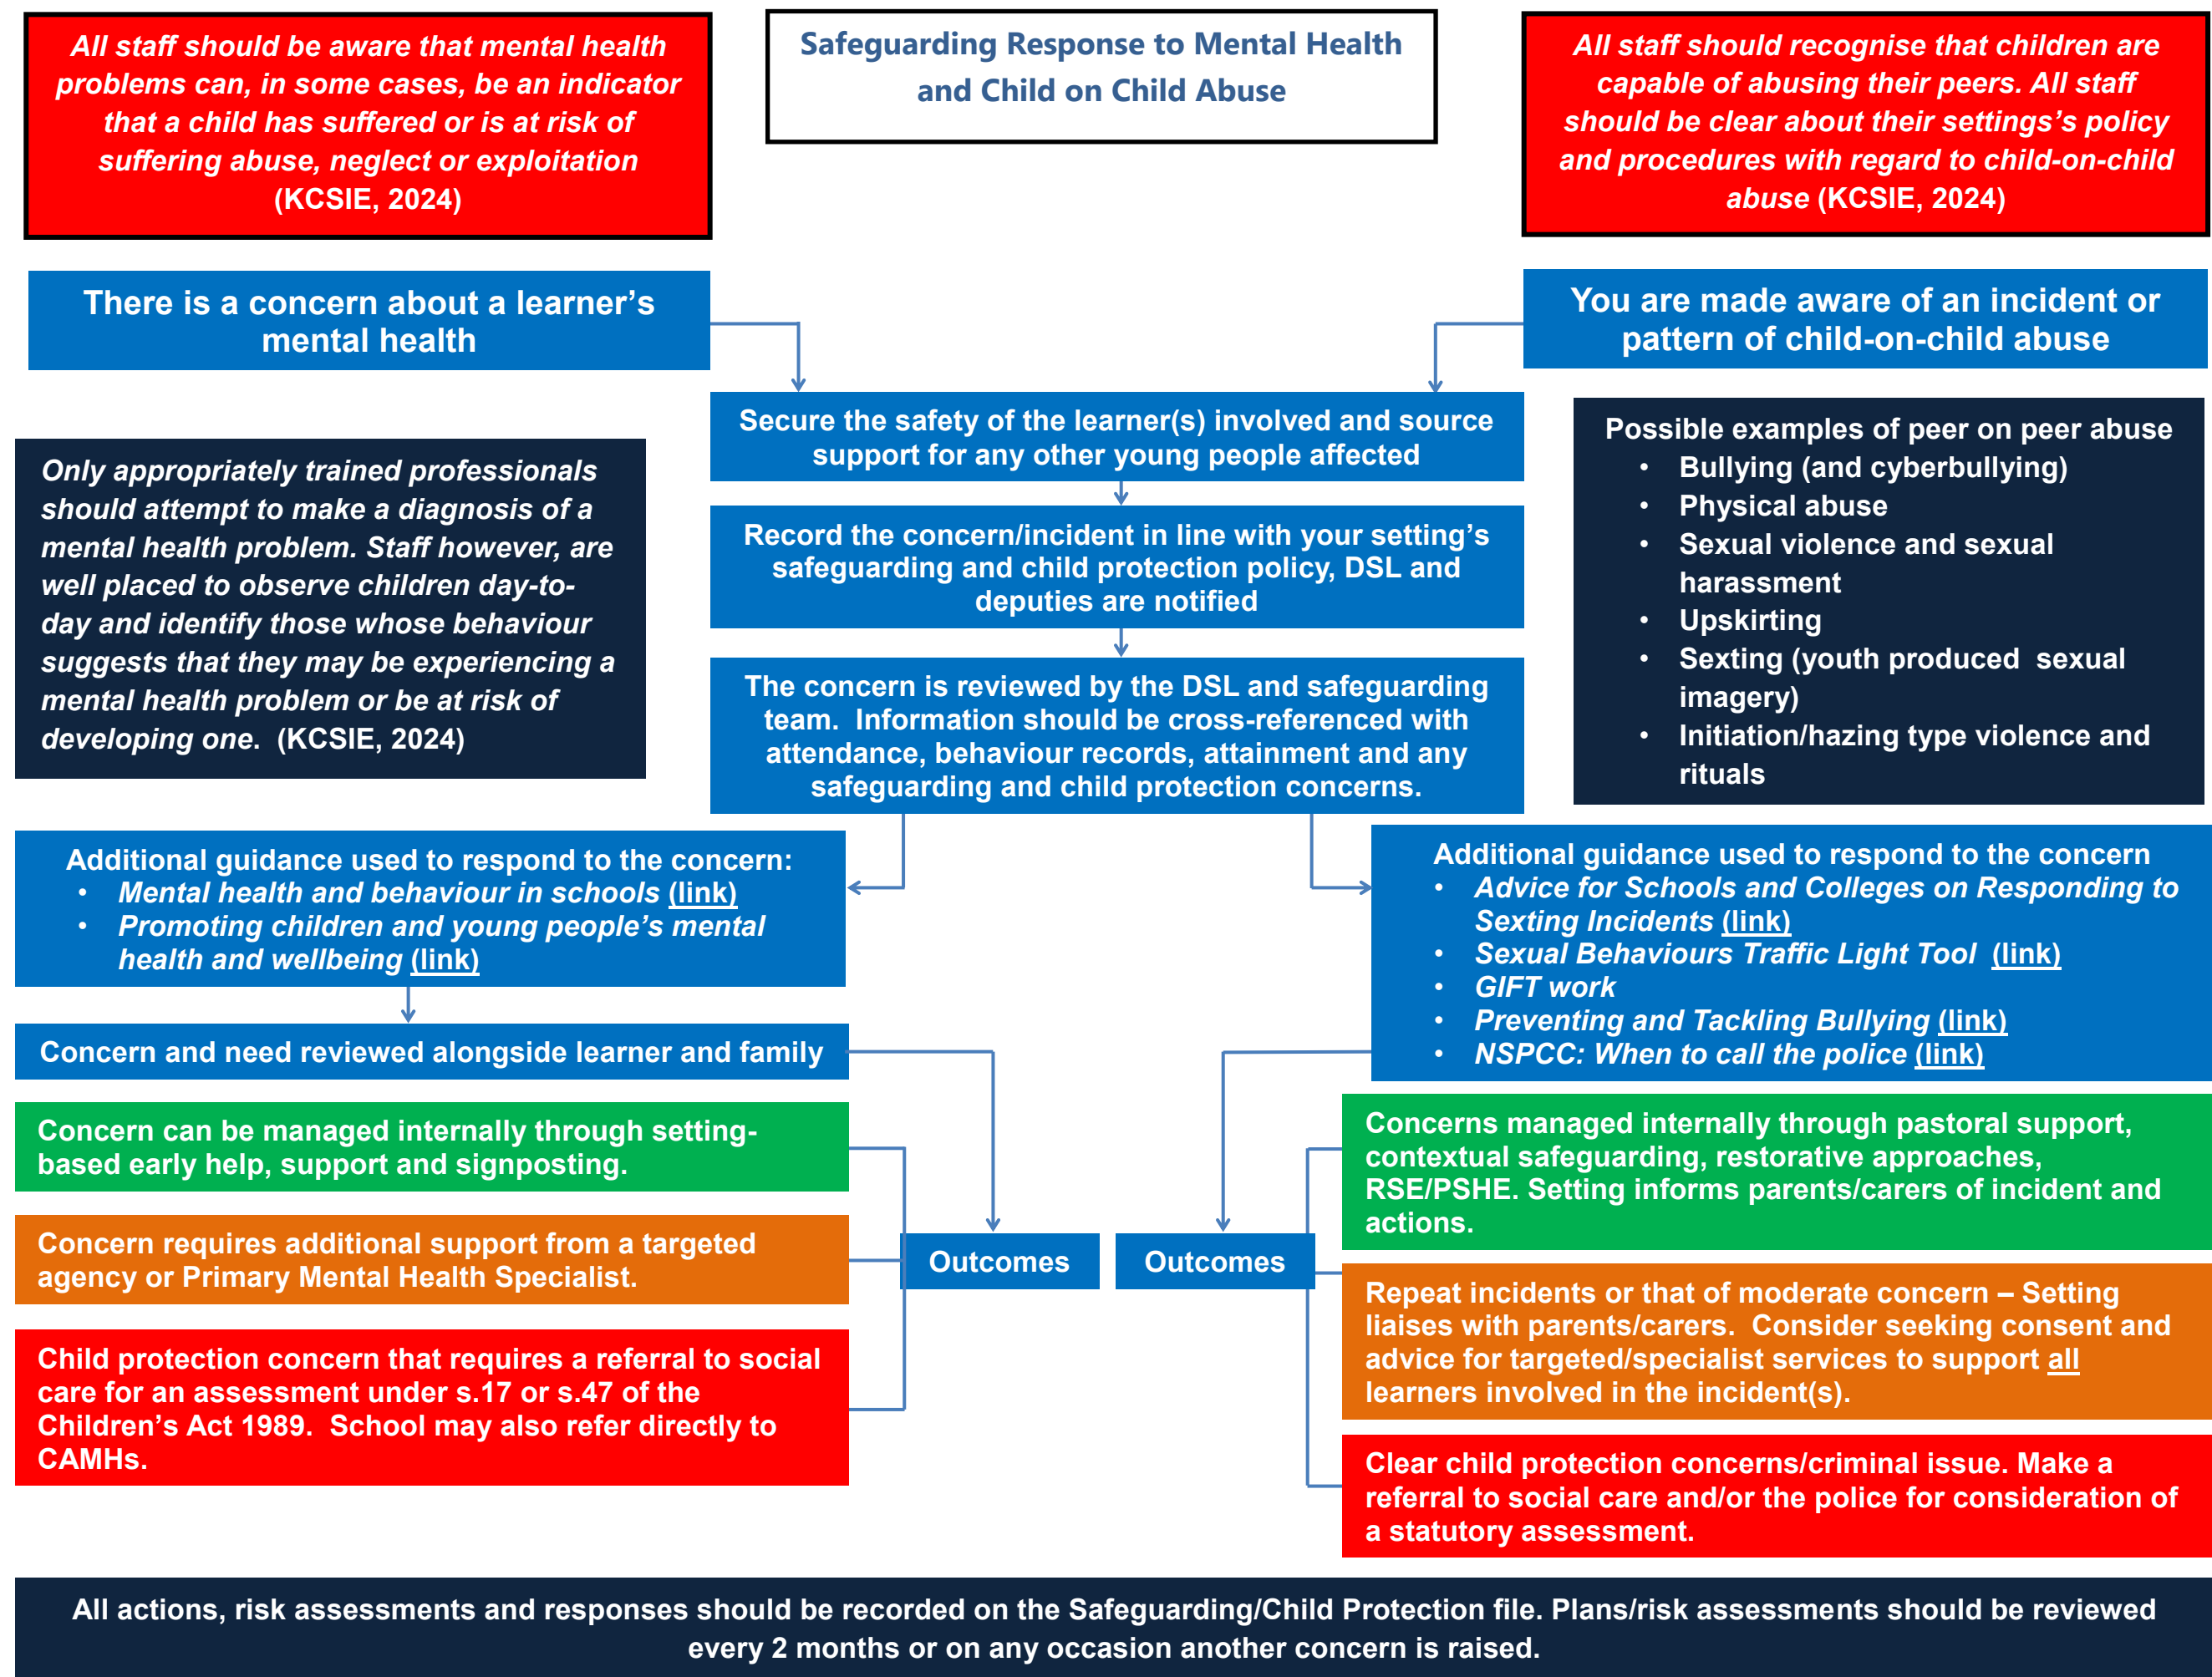 All staff should be aware that mental health
problems can, in some cases, be an indicator
that a child has suffered or is at risk of
suffering abuse, neglect or exploitation
(KCSIE, 2024)
Safeguarding Response to Mental Health
and Child on Child Abuse
All staff should recognise that children are
capable of abusing their peers. All staff
should be clear about their settings's policy
and procedures with regard to child-on-child
abuse (KCSIE, 2024)
There is a concern about a learner’s
mental health
You are made aware of an incident or
pattern of child-on-child abuse
Secure the safety of the learner(s) involved and source
support for any other young people affected
Only appropriately trained professionals
should attempt to make a diagnosis of a
mental health problem. Staff however, are
well placed to observe children day-to-
day and identify those whose behaviour
suggests that they may be experiencing a
mental health problem or be at risk of
developing one. (KCSIE, 2024)
Record the concern/incident in line with your setting’s
safeguarding and child protection policy, DSL and
deputies are notified
Possible examples of peer on peer abuse
• Bullying (and cyberbullying)
• Physical abuse
• Sexual violence and sexual
harassment
• Upskirting
• Sexting (youth produced sexual
imagery)
• Initiation/hazing type violence and
rituals
The concern is reviewed by the DSL and safeguarding
team. Information should be cross-referenced with
attendance, behaviour records, attainment and any
safeguarding and child protection concerns.
Additional guidance used to respond to the concern:
• Mental health and behaviour in schools (link)
• Promoting children and young people’s mental
health and wellbeing (link)
Additional guidance used to respond to the concern
• Advice for Schools and Colleges on Responding to
Sexting Incidents (link)
• Sexual Behaviours Traffic Light Tool (link)
• GIFT work
• Preventing and Tackling Bullying (link)
• NSPCC: When to call the police (link)
Concern and need reviewed alongside learner and family
Concern can be managed internally through setting-
based early help, support and signposting.
Concern requires additional support from a targeted
agency or Primary Mental Health Specialist.
Child protection concern that requires a referral to social
care for an assessment under s.17 or s.47 of the
Children’s Act 1989. School may also refer directly to
CAMHs.
Outcomes
Outcomes
Concerns managed internally through pastoral support,
contextual safeguarding, restorative approaches,
RSE/PSHE. Setting informs parents/carers of incident and
actions.
Repeat incidents or that of moderate concern – Setting
liaises with parents/carers. Consider seeking consent and
advice for targeted/specialist services to support all
learners involved in the incident(s).
Clear child protection concerns/criminal issue. Make a
referral to social care and/or the police for consideration of
a statutory assessment.
All actions, risk assessments and responses should be recorded on the Safeguarding/Child Protection file. Plans/risk assessments should be reviewed
every 2 months or on any occasion another concern is raised.